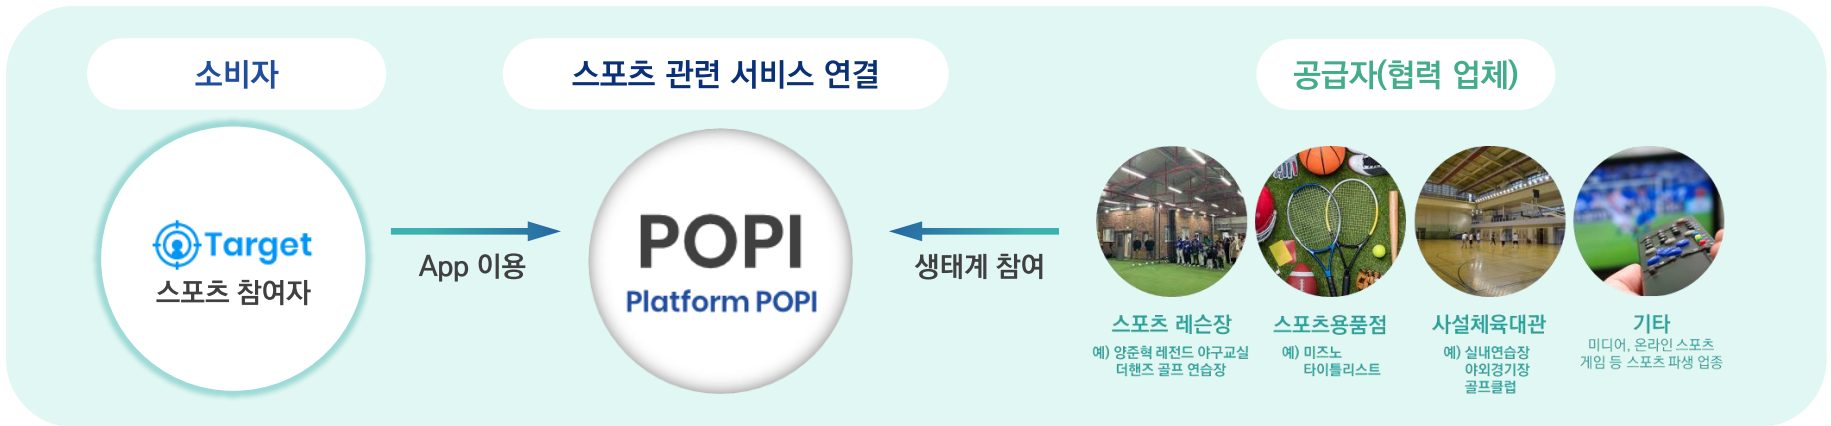 소비자
스포츠 관련 서비스 연결
공급자(협력 업체)
Target
스포츠 참여자
App 이용
POPI
Platform POPI
생태계 참여
스포츠 레슨장
예) 양준혁 레전드 야구교실
더핸즈 골프 연습장
스포츠용품점
예) 미즈노
타이틀리스트
사설체육대관
예) 실내연습장
야외경기장
골프클럽
기타
미디어, 온라인 스포츠
게임 등 스포츠 파생 업종